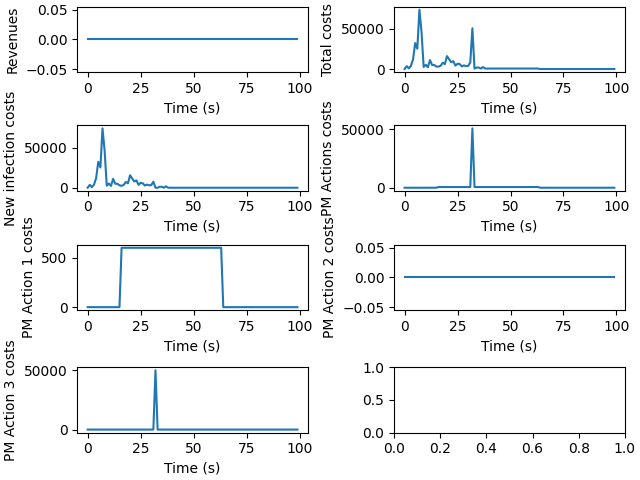 Revenues
0.05
0.00
−0.05
0 25 50 75 100
Time (s)
Total costs
50000
0
0 25 50 75 100
Time (s)
New infection costs
50000
0
0 25 50 75 100
Time (s)
PM Actions costs
50000
0
0 25 50 75 100
Time (s)
PM Action 1 costs
500
0
0 25 50 75 100
Time (s)
PM Action 2 costs
0.05
0.00
−0.05
0 25 50 75 100
Time (s)
PM Action 3 costs
50000
0
0 25 50 75 100
Time (s)
1.0
0.5
0.0
0.0 0.2 0.4 0.6 0.8 1.0